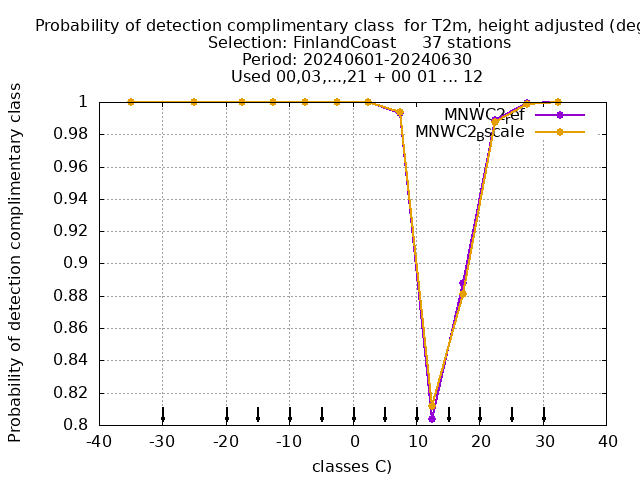 Probability of detection complimentary class for T2m, height adjusted (deg
Selection: FinlandCoast 37 stations
Period: 20240601-20240630
Used 00,03,...,21 + 00 01 ... 12
Probability of detection complimentary class
1
0.98
0.96
0.94
0.92
0.9
0.88
0.86
0.84
0.82
0.8
MNWC2ref
MNWC2Bscale
-40 -30 -20 -10 0 10 20 30 40
classes C)